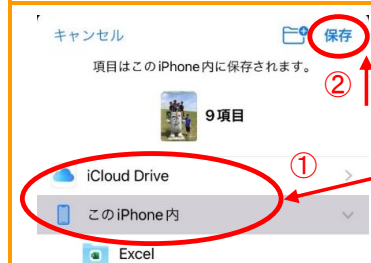 キャンセル 保存
項目はこのiPhone内に保存されます。
②
9項目
①
iCloud Drive
このiPhone内
Excel